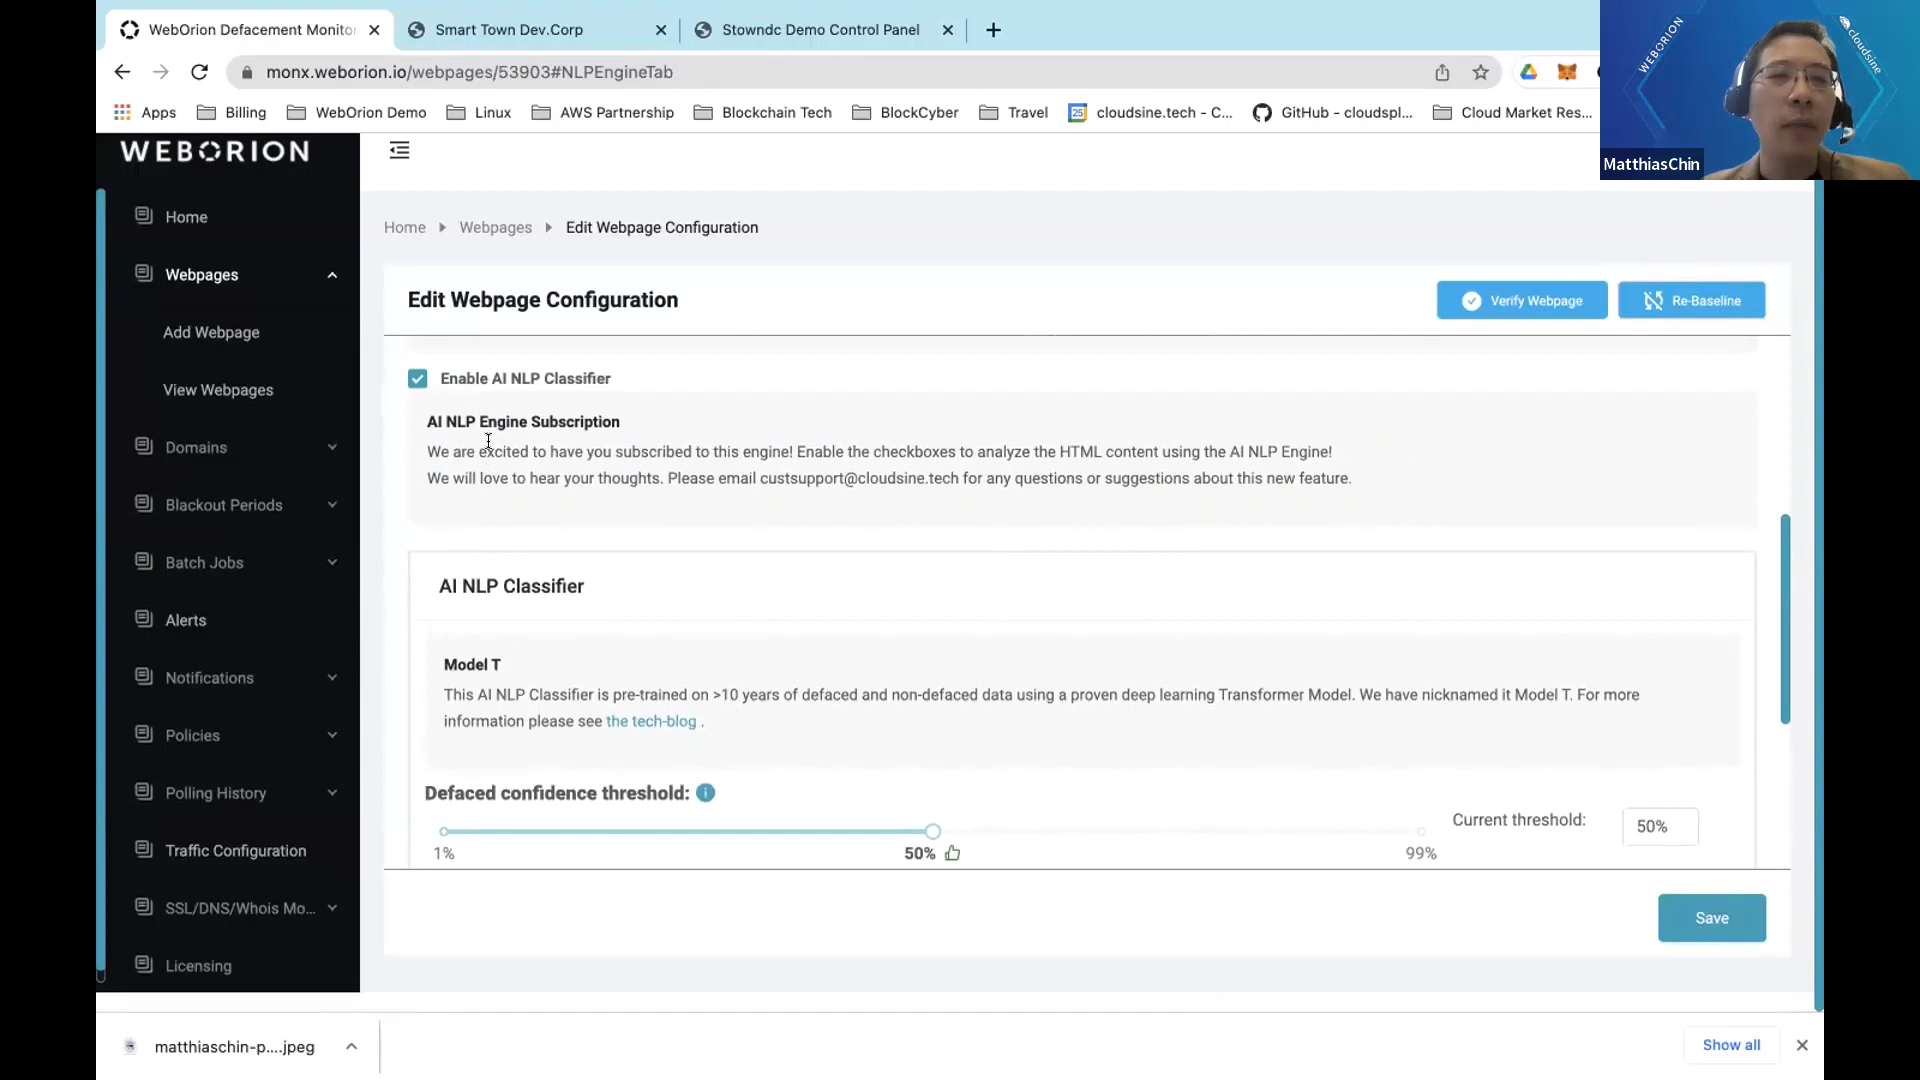 WebOrion Defacement Monito
Smart Town Dev.Corp
Stowndc Demo Control Panel
monx.weborion.io/webpages/53903#NLPEngineTab
Apps
Billing
WebOrion Demo
Linux
AWS Partnership
Blockchain Tech
BlockCyber
Travel
25
cloudsine.tech - C...
GitHub - cloudspl...
Cloud Market Res...
WEBORION
cloudsine
MatthiasChin
WEBORION
Home
Webpages
Add Webpage
View Webpages
Domains
Blackout Periods
Batch Jobs
Alerts
Notifications
Policies
Polling History
Traffic Configuration
SSL/DNS/Whois Mo...
Licensing
Home
Webpages
Edit Webpage Configuration
Edit Webpage Configuration
Verify Webpage
Re-Baseline
Enable AI NLP Classifier
AI NLP Engine Subscription
We are excited to have you subscribed to this engine! Enable the checkboxes to analyze the HTML content using the AI NLP Engine!
We will love to hear your thoughts. Please email custsupport@cloudsine.tech for any questions or suggestions about this new feature.
AI NLP Classifier
Model T
This AI NLP Classifier is pre-trained on >10 years of defaced and non-defaced data using a proven deep learning Transformer Model. We have nicknamed it Model T. For more
information please see the tech-blog .
Defaced confidence threshold:
Current threshold:
50%
1%
50%
99%
Save
matthiaschin-p....jpeg
Show all